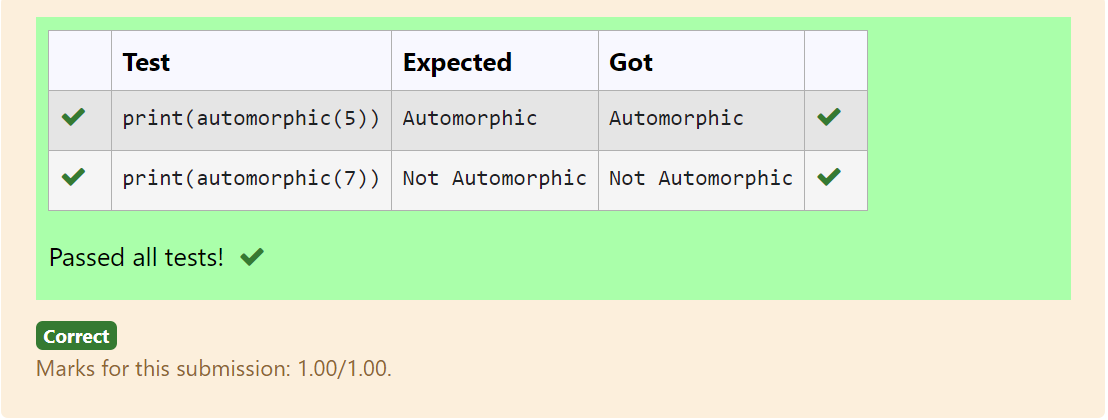 Test Expected Got
print(automorphic(5)) Automorphic Automorphic
print(automorphic(7)) Not Automorphic Not Automorphic
Passed all tests!
Correct
Marks for this submission: 1.00/1.00.